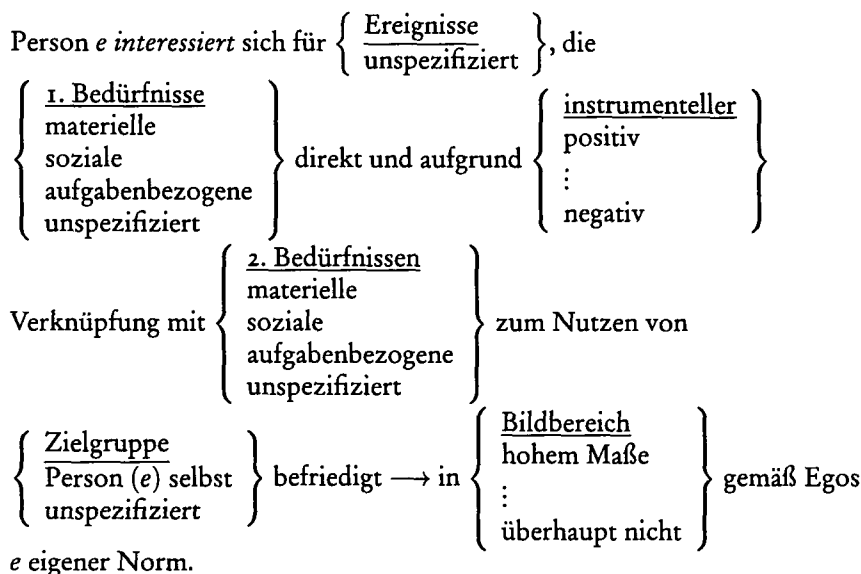 Person e interessiert sich für { Ereignisse unspezifiziert }, die
{ 1. Bedürfnisse materielle soziale aufgabenbezogene unspezifiziert } direkt und aufgrund { instrumenteller positiv ⋮ negativ }
Verknüpfung mit { 2. Bedürfnissen materielle soziale aufgabenbezogene unspezifiziert } zum Nutzen von
{ Zielgruppe Person (e) selbst unspezifiziert } befriedigt ⟶ in { Bildbereich hohem Maße ⋮ überhaupt nicht } gemäß Egos
e eigener Norm.